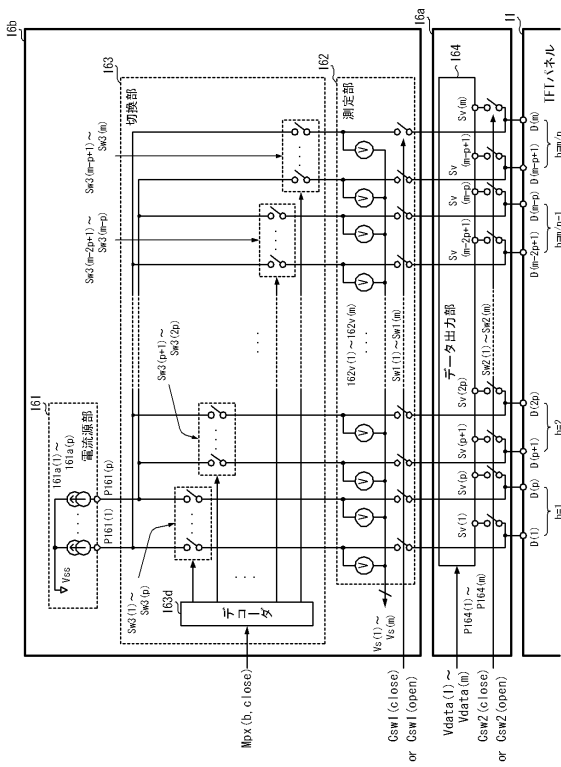 16b
161
161a(1)～
161a(p)
電流源部
Vss
P161(1)
P161(p)
163
切換部
Sw3(1)～
Sw3(p)
Sw3(p+1)～
Sw3(2p)
Sw3(m-2p+1)～
Sw3(m-p)
Sw3(m-p+1)～
Sw3(m)
163d
デコーダ
Mpx(b,close)
162
測定部
V
V
V
V
V
V
V
V
162v(1)～162v(m)
Vs(1)～
Vs(m)
Sw1(1)～Sw1(m)
Csw1(close)
or Csw1(open)
16a
164
データ出力部
Vdata(1)～
Vdata(m)
P164(1)～
P164(m)
Sv(1)
Sv(p)
Sv(p+1)
Sv(2p)
Sv
(m-2p+1)
Sv
(m-p)
Sv
(m-p+1)
Sv(m)
Sw2(1)～Sw2(m)
Csw2(close)
or Csw2(open)
11
TFTパネル
D(1)
D(p)
D(p+1)
D(2p)
D(m-2p+1)
D(m-p)
D(m-p+1)
D(m)
b=1
b=2
b=m/p-1
b=m/p